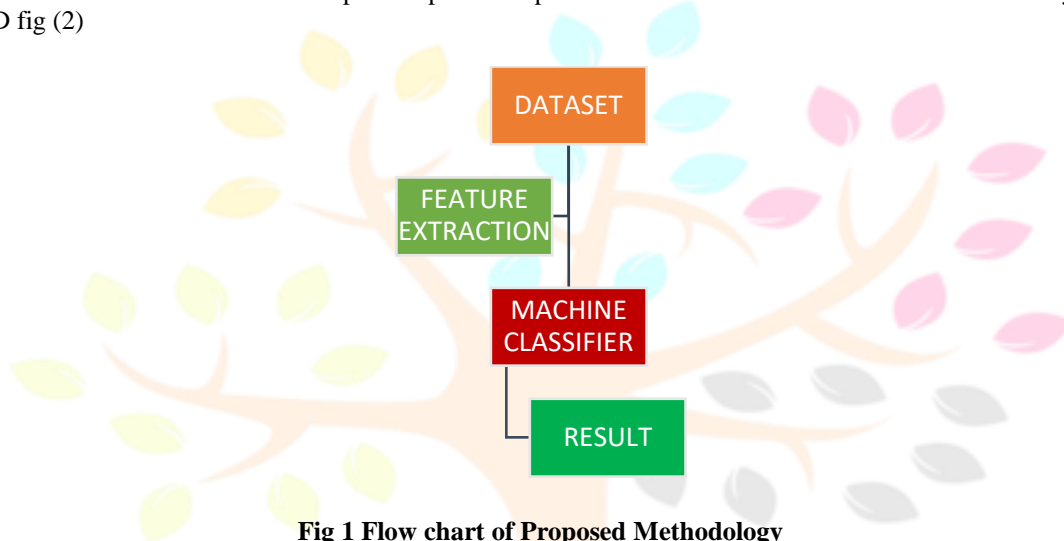 D fig (2)
DATASET
FEATURE
EXTRACTION
MACHINE
CLASSIFIER
RESULT
Fig 1 Flow chart of Proposed Methodology